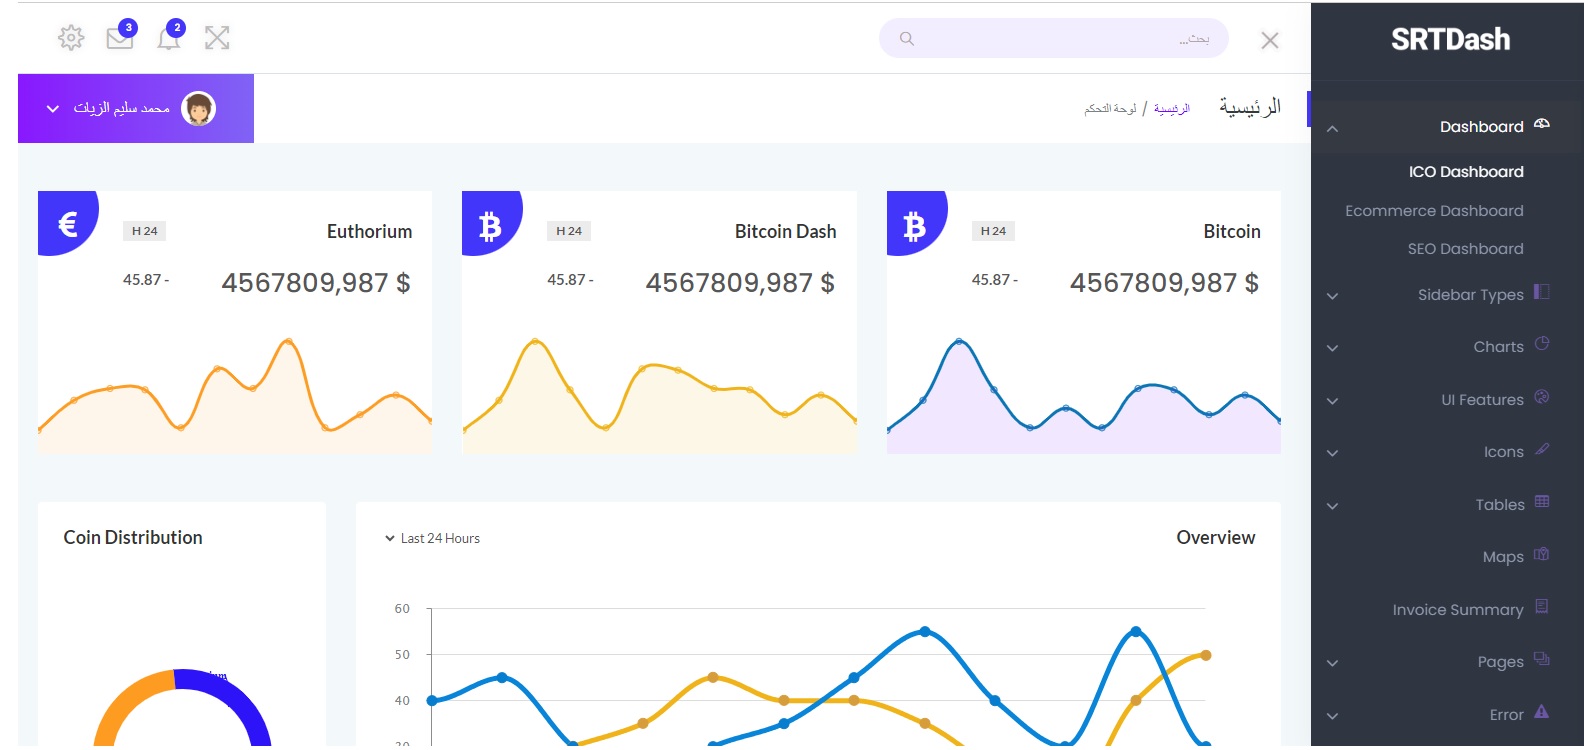 SRTDash
Dashboard
ICO Dashboard
Ecommerce Dashboard
SEO Dashboard
Sidebar Types
Charts
UI Features
Icons
Tables
Maps
Invoice Summary
Pages
Error
بحث...
2
3
الرئيسية
الرئيسية / لوحة التحكم
محمد سليم الزيات
Bitcoin
H 24
4567809,987 $
45.87 -
Bitcoin Dash
H 24
4567809,987 $
45.87 -
Euthorium
H 24
4567809,987 $
45.87 -
Overview
Last 24 Hours
60
50
40
Coin Distribution